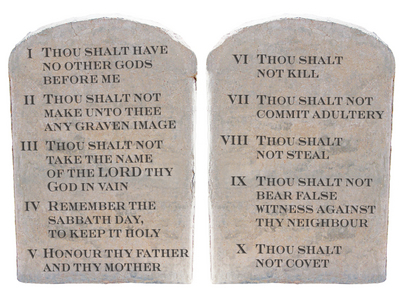 I THOU SHALT HAVE
NO OTHER GODS
BEFORE ME
II THOU SHALT NOT
MAKE UNTO THEE
ANY GRAVEN IMAGE
III THOU SHALT NOT
TAKE THE NAME
OF THE LORD THY
GOD IN VAIN
IV REMEMBER THE
SABBATH DAY,
TO KEEP IT HOLY
V HONOUR THY FATHER
AND THY MOTHER
VI THOU SHALT
NOT KILL
VII THOU SHALT NOT
COMMIT ADULTERY
VIII THOU SHALT
NOT STEAL
IX THOU SHALT NOT
BEAR FALSE
WITNESS AGAINST
THY NEIGHBOUR
X THOU SHALT
NOT COVET